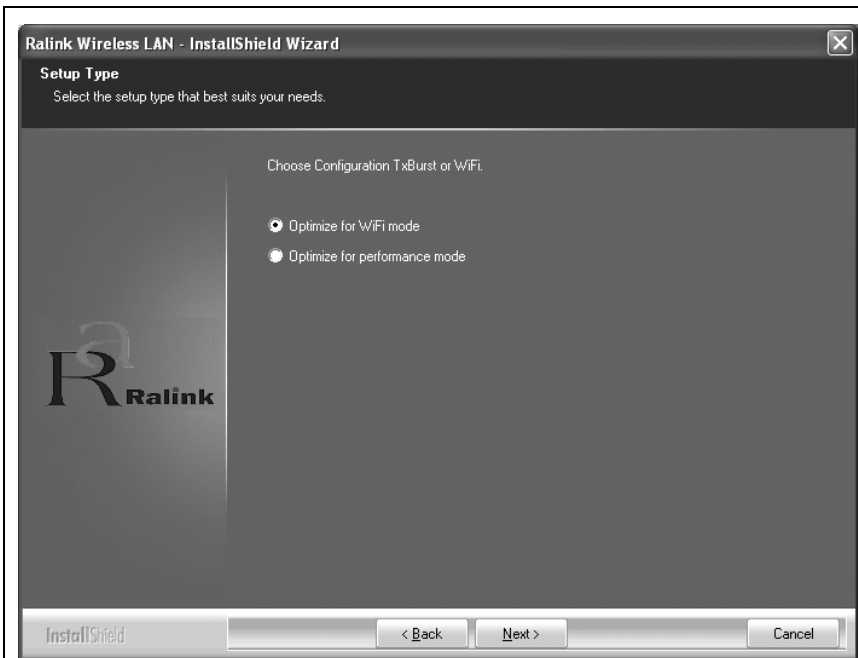 Ralink Wireless LAN - InstallShield Wizard
Setup Type
Select the setup type that best suits your needs.
Choose Configuration TxBurst or WiFi.
Optimize for WiFi mode
Optimize for performance mode
Ra
Ralink
InstallShield
< Back
Next >
Cancel